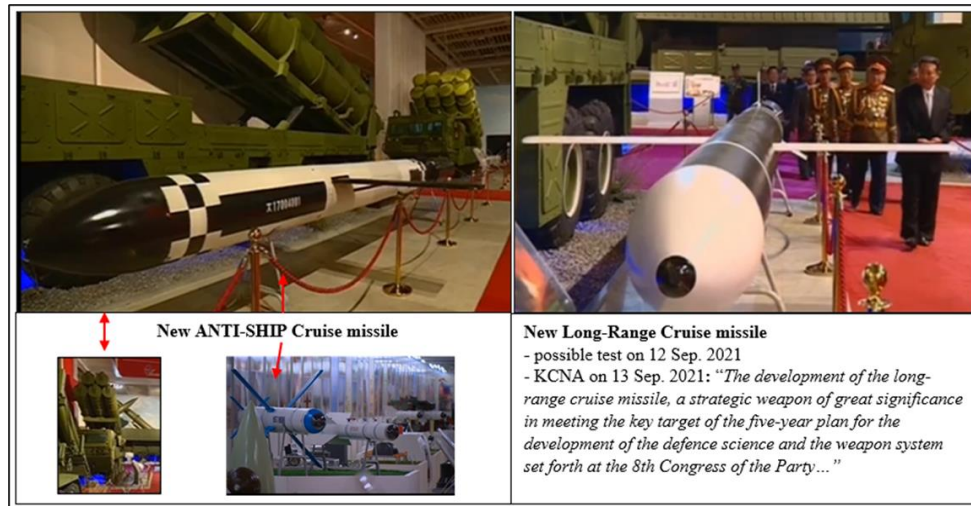 17004001
New ANTI-SHIP Cruise missile
New Long-Range Cruise missile
- possible test on 12 Sep. 2021
- KCNA on 13 Sep. 2021: “The development of the long-
range cruise missile, a strategic weapon of great significance
in meeting the key target of the five-year plan for the
development of the defence science and the weapon system
set forth at the 8th Congress of the Party…”